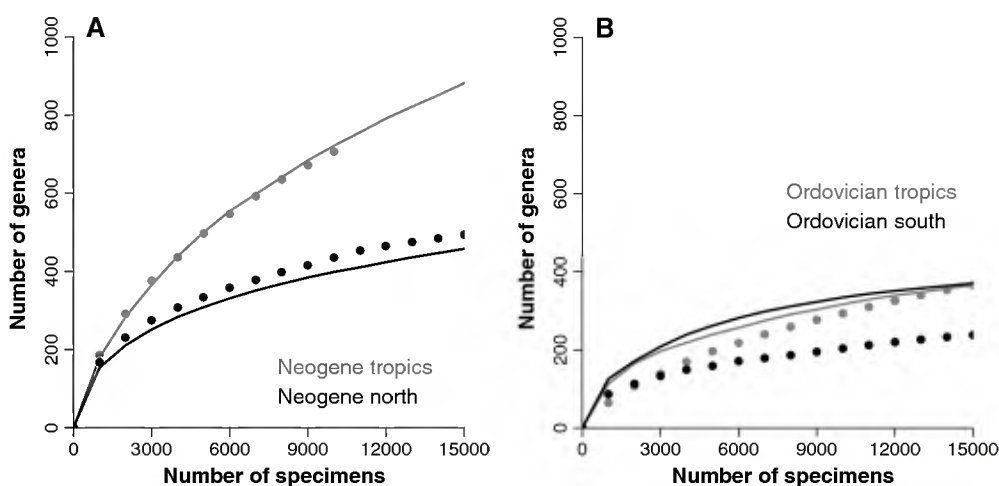 A
1000
800
600
400
200
0
Number of genera
Neogene tropics
Neogene north
0 3000 6000 9000 12000 15000
Number of specimens
B
1000
800
600
400
200
0
Number of genera
Ordovician tropics
Ordovician south
0 3000 6000 9000 12000 15000
Number of specimens